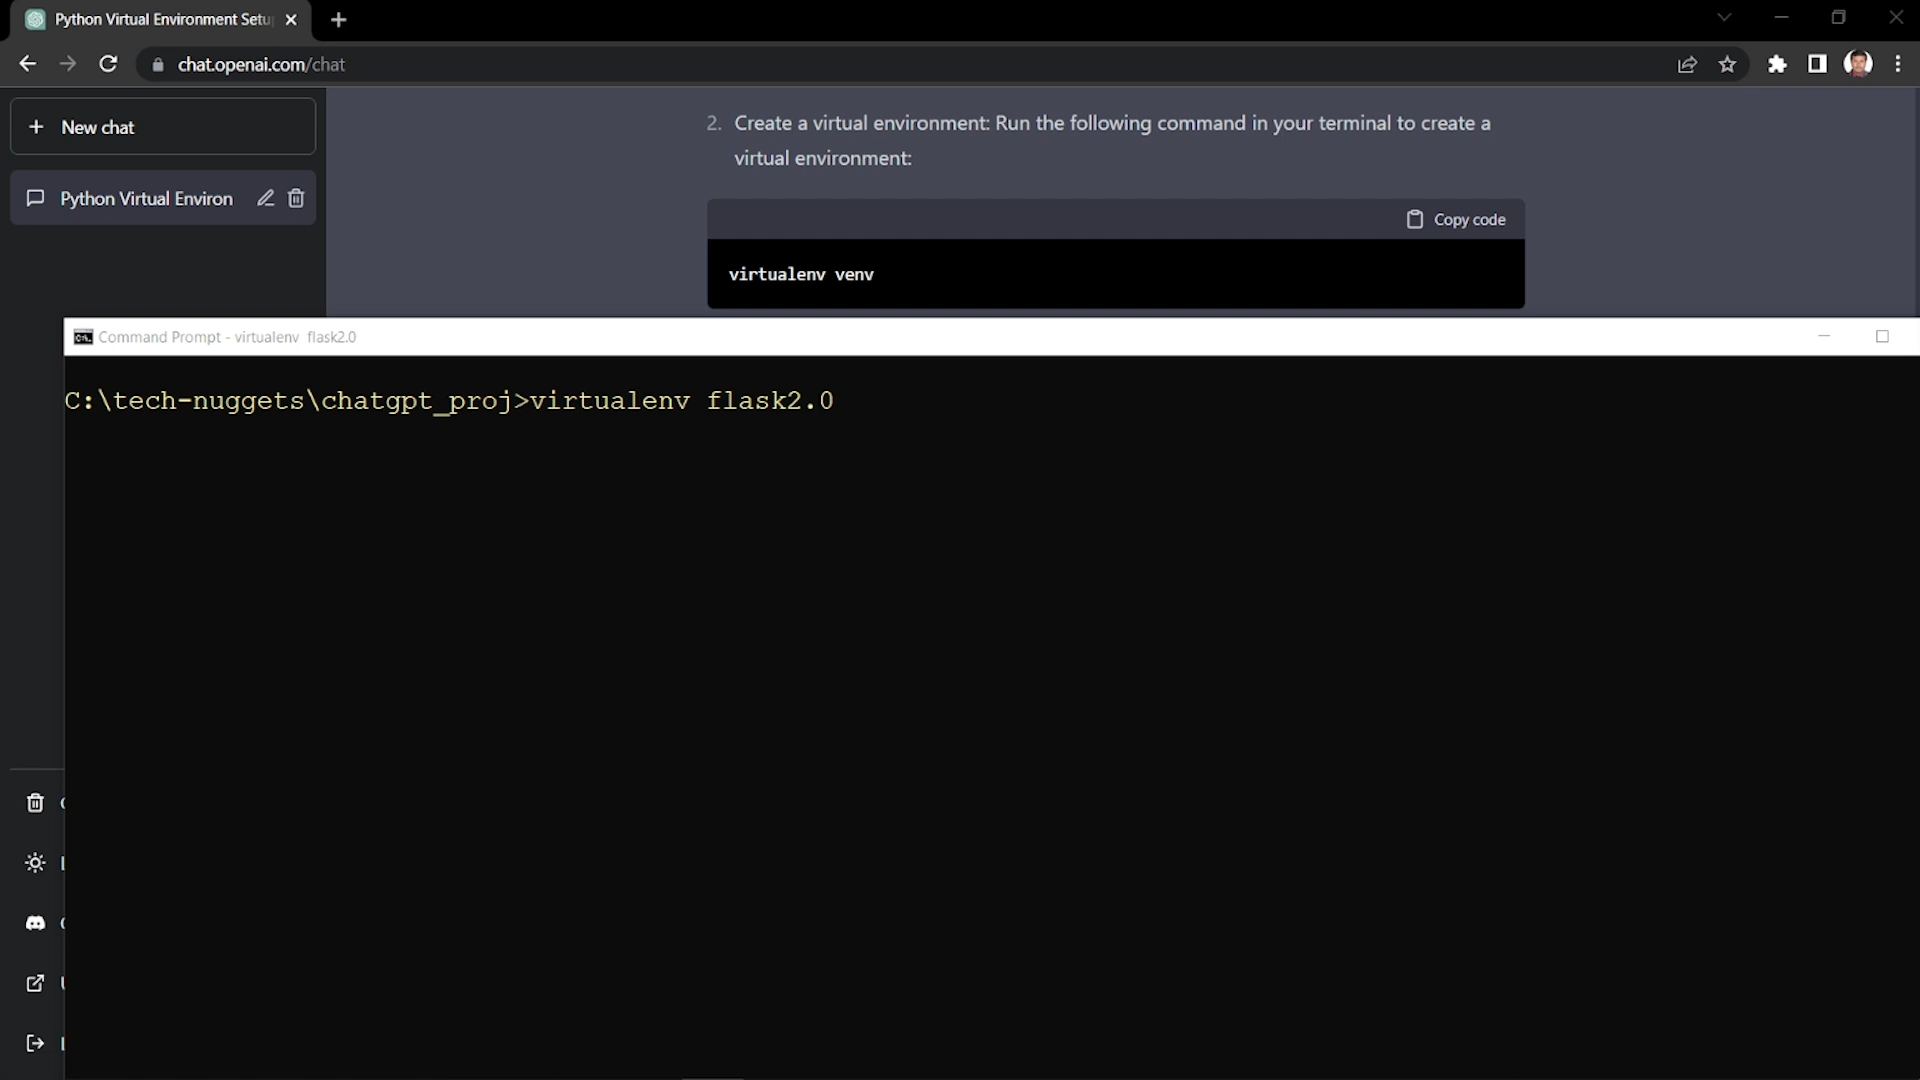 Python Virtual Environment Setu
chat.openai.com/chat
New chat
Python Virtual Environ
2. Create a virtual environment: Run the following command in your terminal to create a
virtual environment:
Copy code
virtualenv venv
Command Prompt - virtualenv flask2.0
C:\tech-nuggets\chatgpt_proj>virtualenv flask2.0